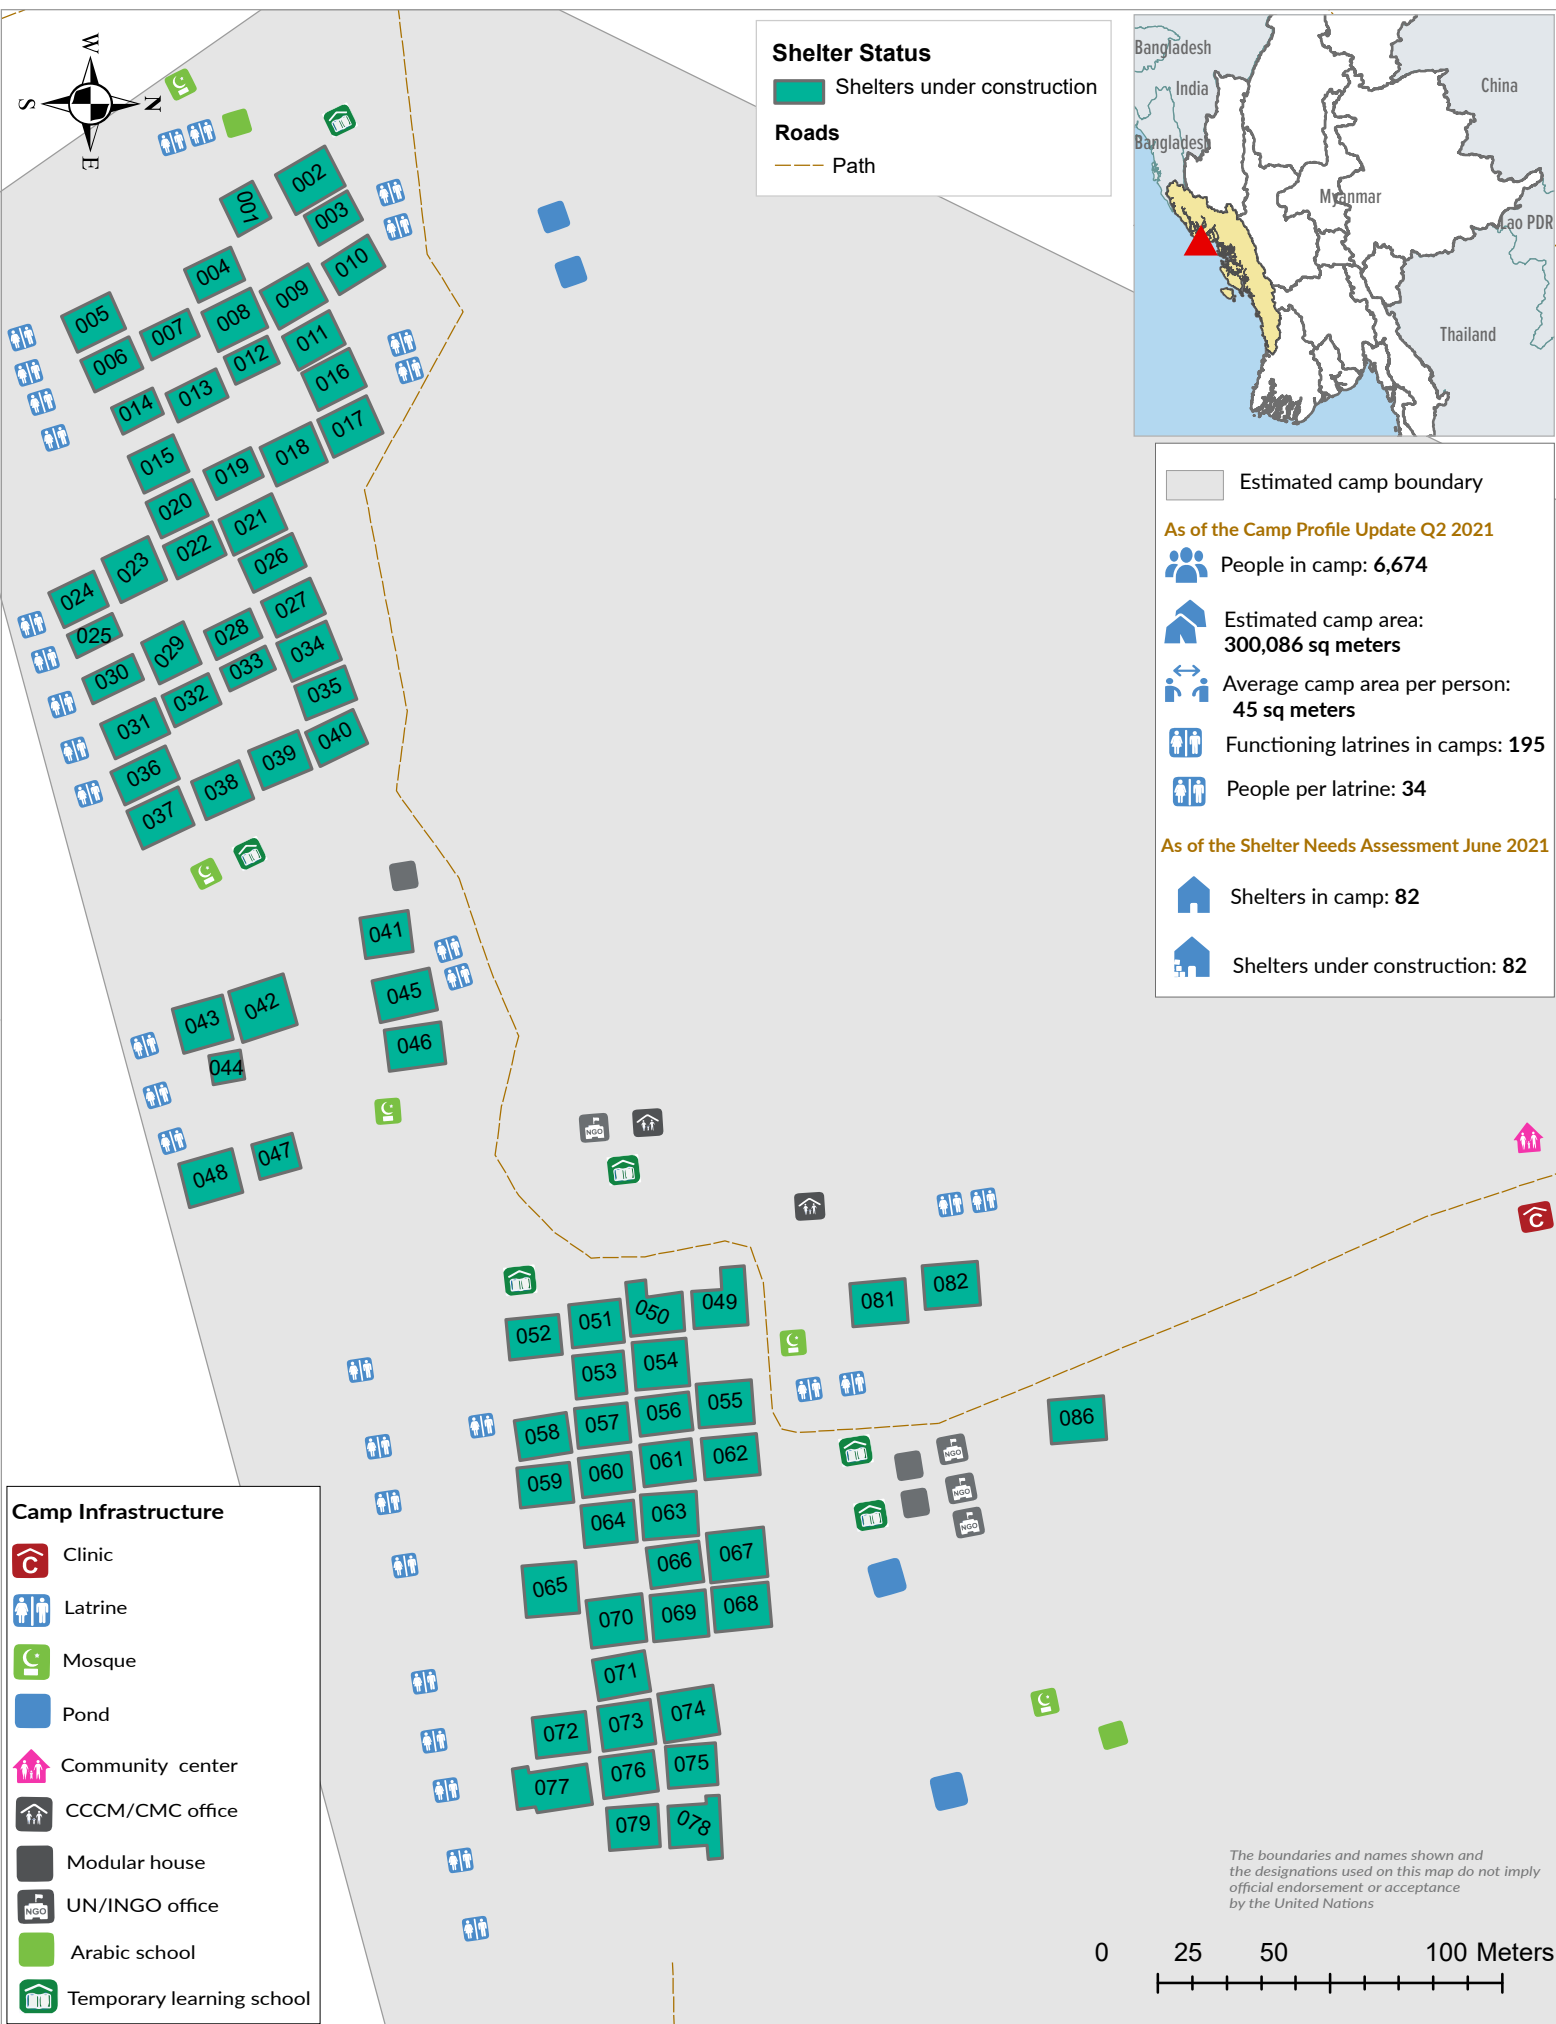 W
S
N
E
Shelter Status
Shelters under construction
Roads
Path
Bangladesh
India
Bangladesh
China
Myanmar
Lao PDR
Thailand
Estimated camp boundary
As of the Camp Profile Update Q2 2021
People in camp: 6,674
Estimated camp area:
300,086 sq meters
Average camp area per person:
45 sq meters
Functioning latrines in camps: 195
People per latrine: 34
As of the Shelter Needs Assessment June 2021
Shelters in camp: 82
Shelters under construction: 82
001
002
003
004
005
006
007
008
009
010
011
012
013
014
015
016
017
018
019
020
021
022
023
024
025
026
027
028
029
030
031
032
033
034
035
036
037
038
039
040
041
042
043
044
045
046
047
048
NGO
049
050
051
052
053
054
055
056
057
058
059
060
061
062
063
064
065
066
067
068
069
070
071
072
073
074
075
076
077
078
079
081
082
086
C
NGO
NGO
NGO
Camp Infrastructure
C
Clinic
Latrine
Mosque
Pond
Community center
CCCM/CMC office
Modular house
NGO
UN/INGO office
Arabic school
Temporary learning school
The boundaries and names shown and
the designations used on this map do not imply
official endorsement or acceptance
by the United Nations
0 25 50 100 Meters